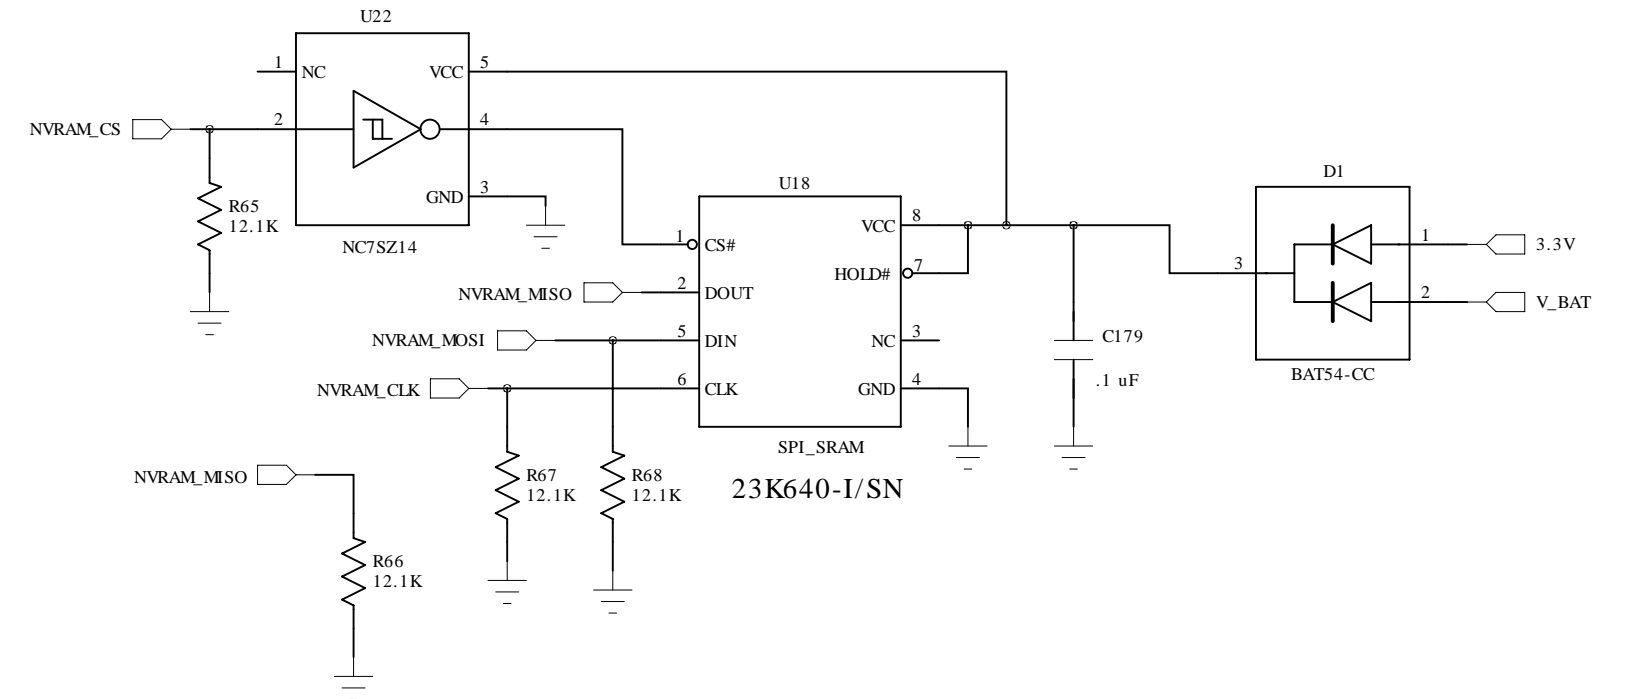 U22
1 NC VCC 5
NVRAM_CS 2 4
GND 3
R65
12.1K
NC7SZ14
U18
VCC 8
1 CS#
HOLD# 7
NVRAM_MISO 2 DOUT
NVRAM_MOSI 5 DIN NC 3
NVRAM_CLK 6 CLK GND 4
SPI_SRAM
23K640-I/SN
D1
1 3.3V
3
2 V_BAT
BAT54-CC
C179
.1 uF
R67
12.1K
R68
12.1K
NVRAM_MISO
R66
12.1K